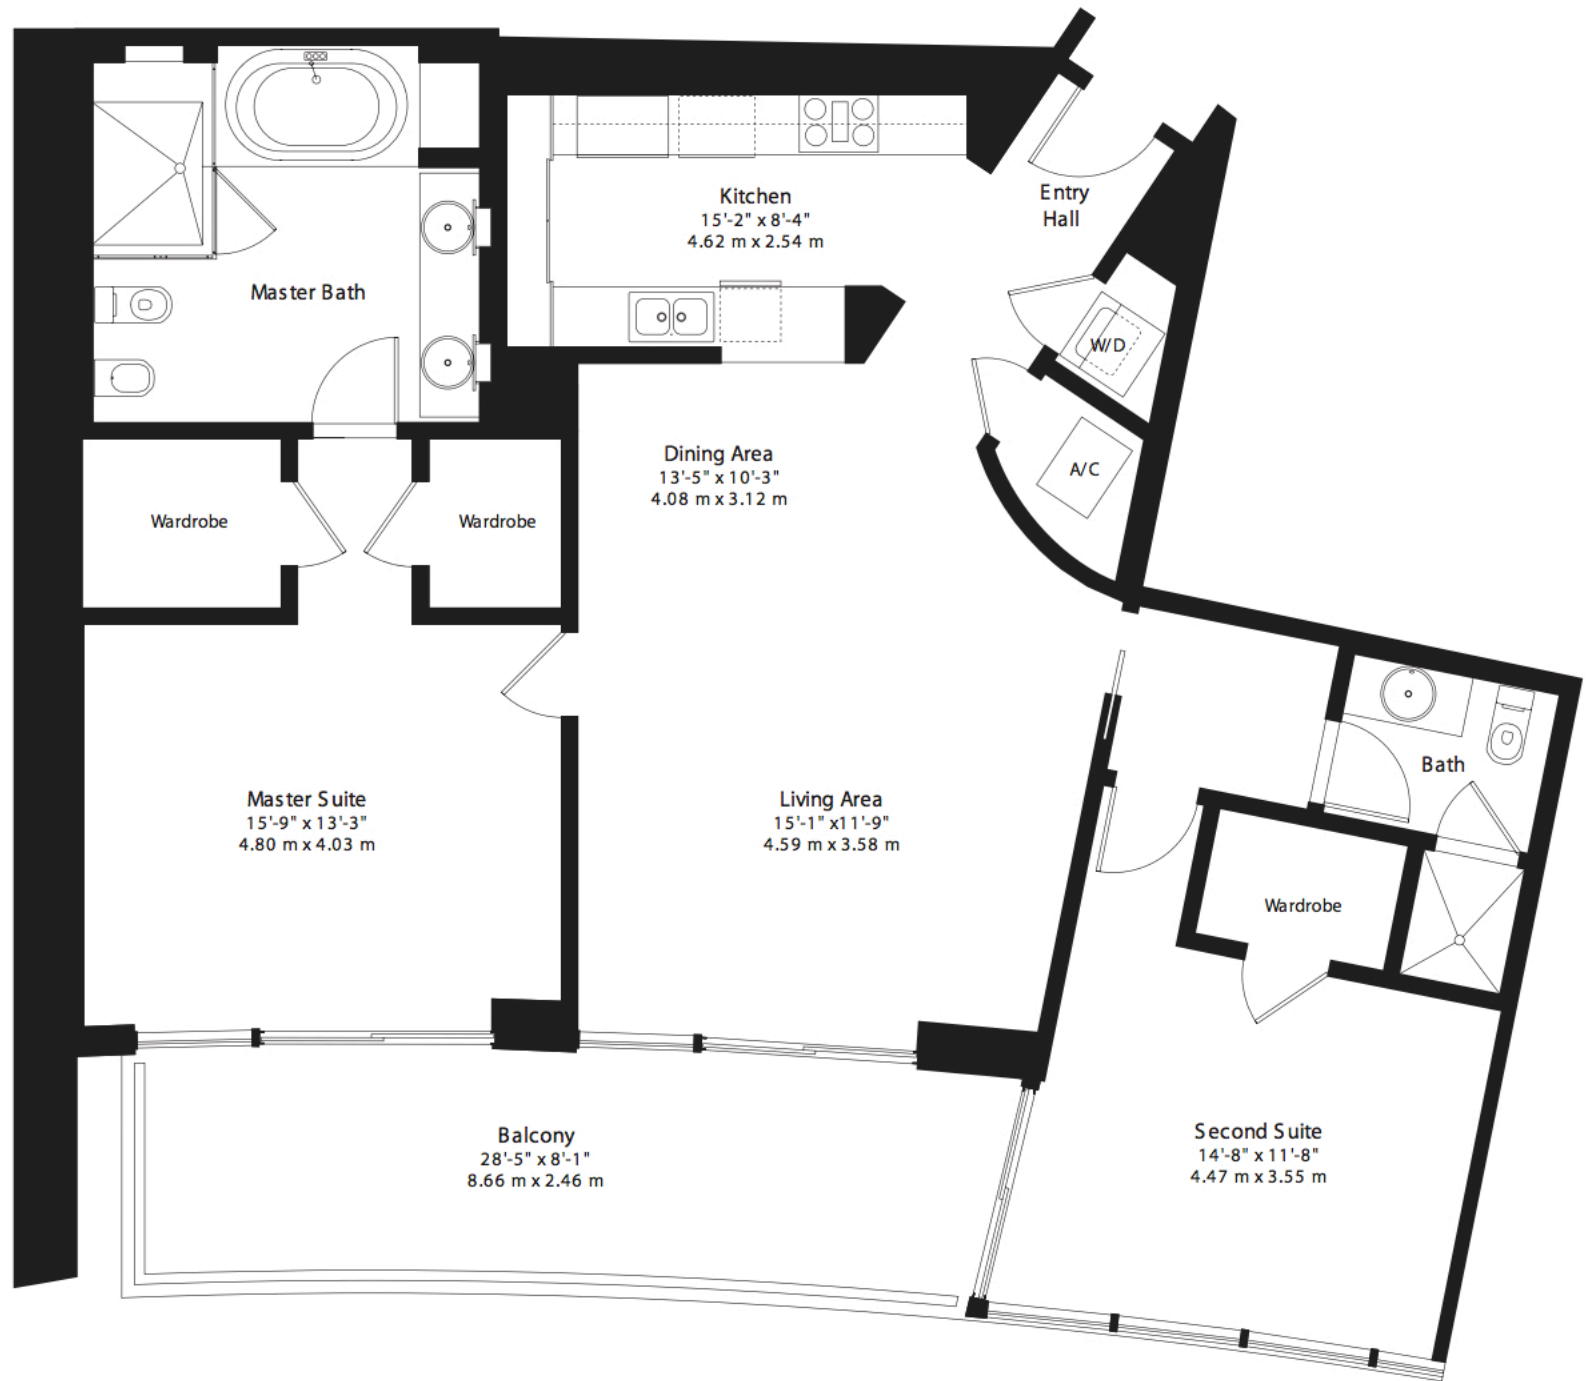 Kitchen
15'-2" x 8'-4"
4.62 m x 2.54 m
Entry
Hall
Master Bath
W/D
A/C
Dining Area
13'-5" x 10'-3"
4.08 m x 3.12 m
Wardrobe
Wardrobe
Bath
Master Suite
15'-9" x 13'-3"
4.80 m x 4.03 m
Living Area
15'-1" x11'-9"
4.59 m x 3.58 m
Wardrobe
Balcony
28'-5" x 8'-1"
8.66 m x 2.46 m
Second Suite
14'-8" x 11'-8"
4.47 m x 3.55 m